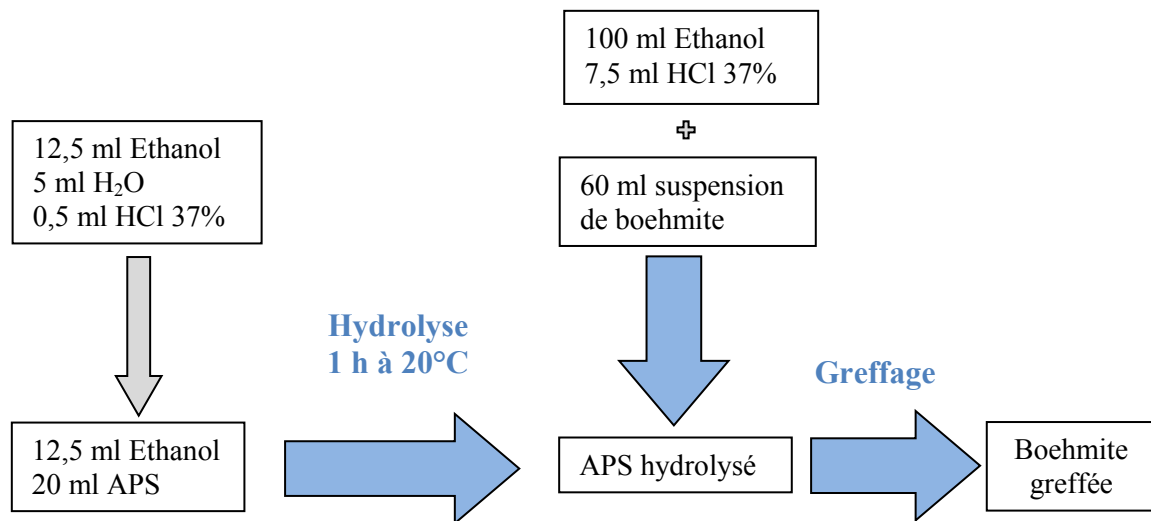 100 ml Ethanol
7,5 ml HCl 37%
12,5 ml Ethanol
5 ml H₂O
0,5 ml HCl 37%
60 ml suspension
de boehmite
Hydrolyse
1 h à 20°C
Greffage
12,5 ml Ethanol
20 ml APS
APS hydrolysé
Boehmite
greffée